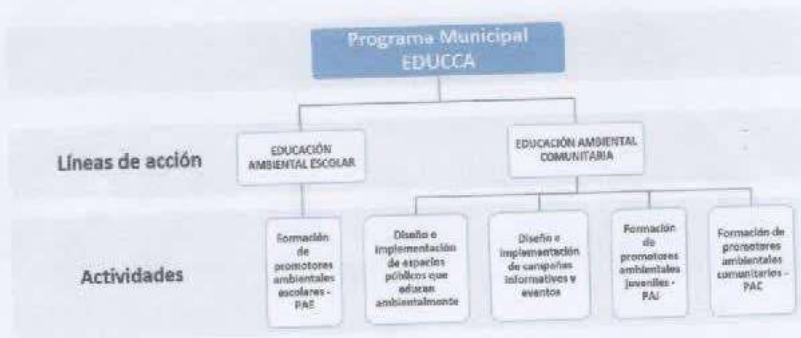 Programa Municipal
EDUCCA
Líneas de acción
EDUCACIÓN
AMBIENTAL ESCOLAR
EDUCACIÓN AMBIENTAL
COMUNITARIA
Actividades
Formación
de
promotores
ambientales
escolares -
PAE
Diseño e
implementación
de espacios
públicos que
educan
ambientalmente
Diseño e
implementación
de campañas
informativos y
eventos
Formación
de
promotores
ambientales
juveniles -
PAJ
Formación de
promotores
ambientales
comunitarios -
PAC